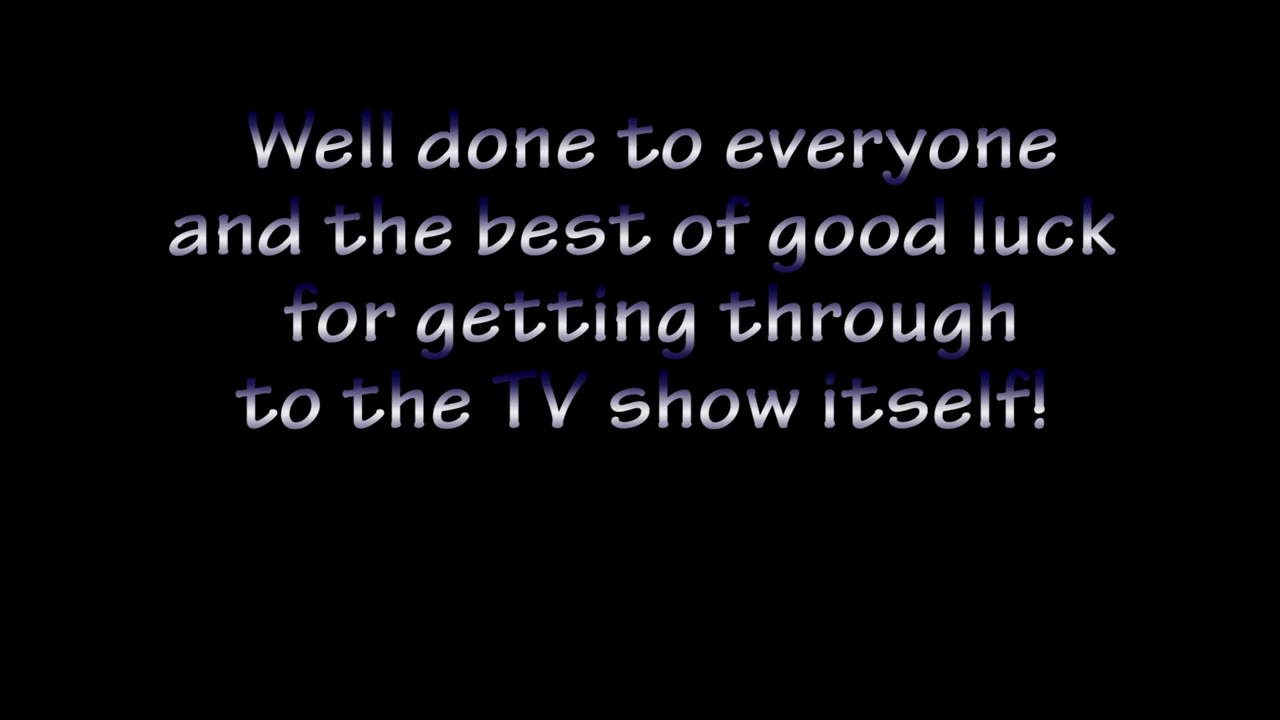 Well done to everyone
and the best of good luck
for getting through
to the TV show itself!